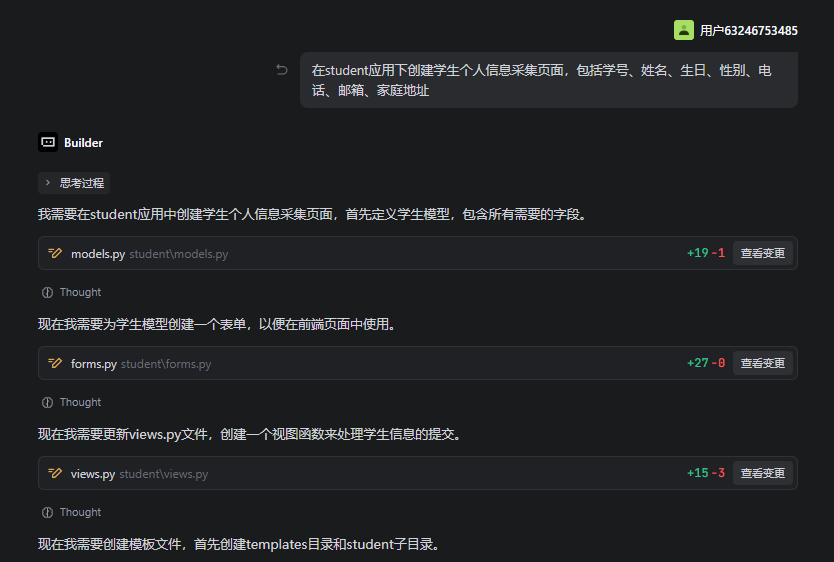 用户63246753485
在student应用下创建学生个人信息采集页面，包括学号、姓名、生日、性别、电
话、邮箱、家庭地址
Builder
思考过程
我需要在student应用中创建学生个人信息采集页面，首先定义学生模型，包含所有需要的字段。
models.py student\models.py +19 -1 查看变更
Thought
现在我需要为学生模型创建一个表单，以便在前端页面中使用。
forms.py student\forms.py +27 -0 查看变更
Thought
现在我需要更新views.py文件，创建一个视图函数来处理学生信息的提交。
views.py student\views.py +15 -3 查看变更
Thought
现在我需要创建模板文件，首先创建templates目录和student子目录。